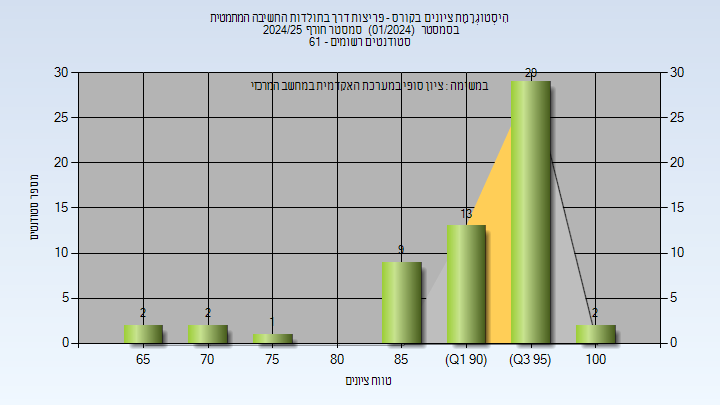 הִיסְטוֹגְרָמַת ציונים בקורס - פריצות דרך בתולדות החשיבה המתמטית
בסמסטר (01/2024) סמסטר חורף 2024/25
סטודנטים רשומים - 61
במשימה : ציון סופי במערכת האקדמית במחשב המרכזי
מספר סטודנטים
30 25 20 15 10 5 0
2 2 1 9 13 29 2
30 25 20 15 10 5 0
65 70 75 80 85 (Q1 90) (Q3 95) 100
טווח ציונים